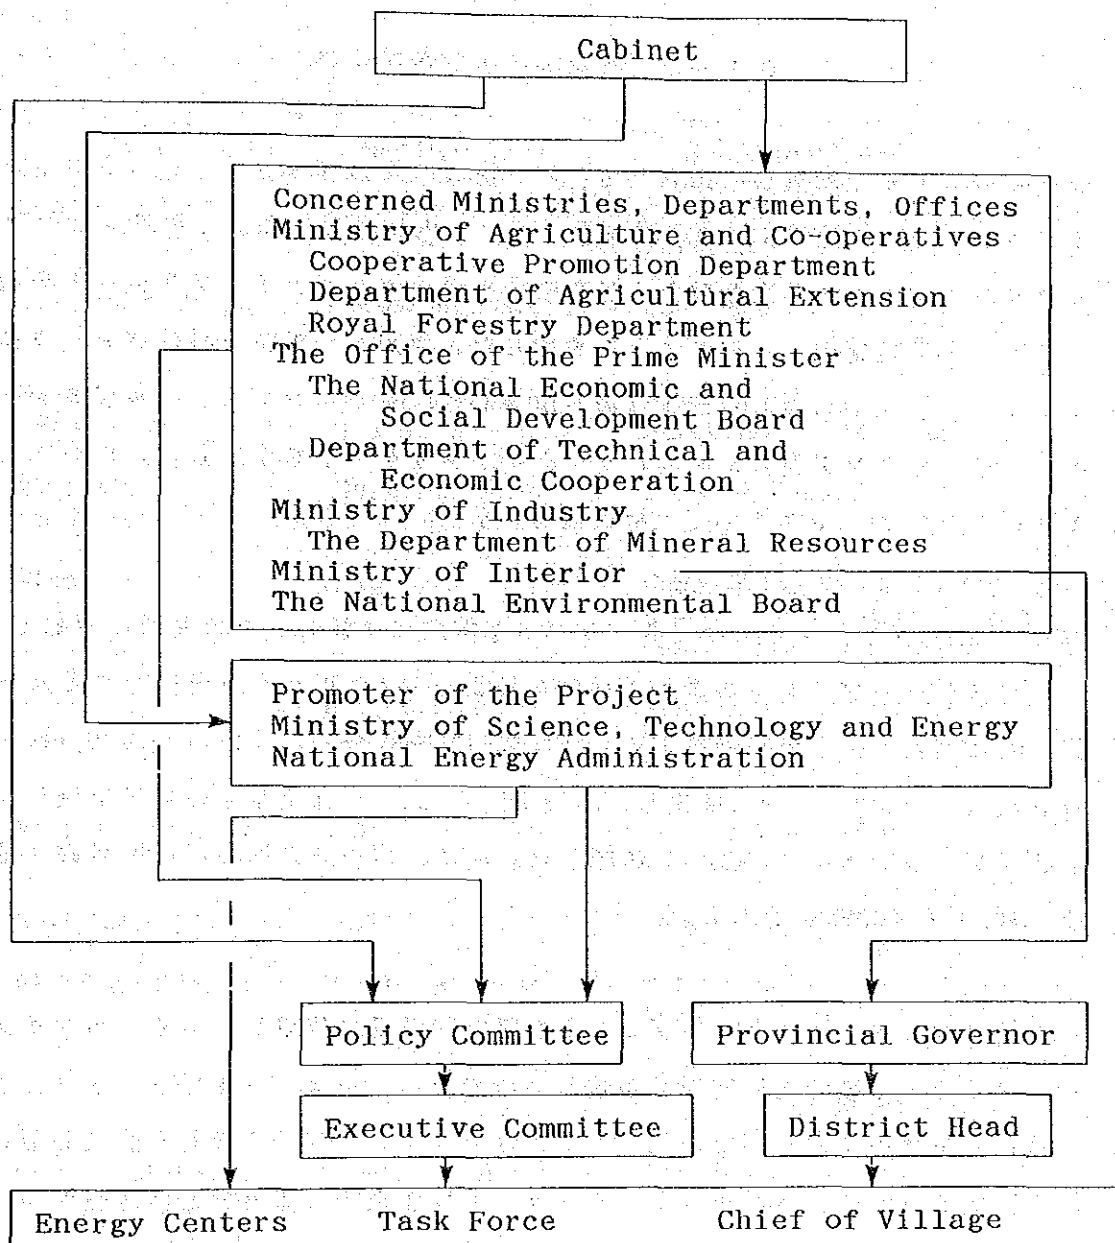 Cabinet
Concerned Ministries, Departments, Offices
Ministry of Agriculture and Co-operatives
Cooperative Promotion Department
Department of Agricultural Extension
Royal Forestry Department
The Office of the Prime Minister
The National Economic and
Social Development Board
Department of Technical and
Economic Cooperation
Ministry of Industry
The Department of Mineral Resources
Ministry of Interior
The National Environmental Board
Promoter of the Project
Ministry of Science, Technology and Energy
National Energy Administration
Policy Committee
Provincial Governor
Executive Committee
District Head
Energy Centers
Task Force
Chief of Village